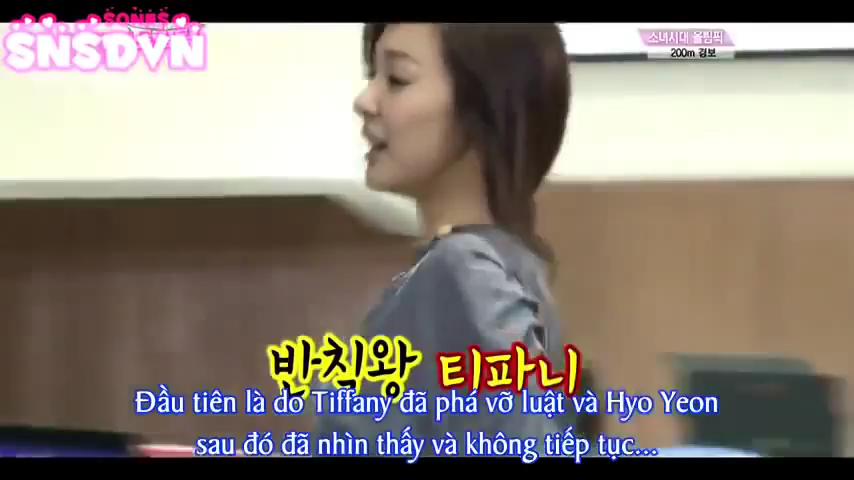 SONES
SNSDVN
소녀시대 올림픽
200m 경보
반칙왕 티파니
Đầu tiên là do Tiffany đã phá vỡ luật và Hyo Yeon
sau đó đã nhìn thấy và không tiếp tục...